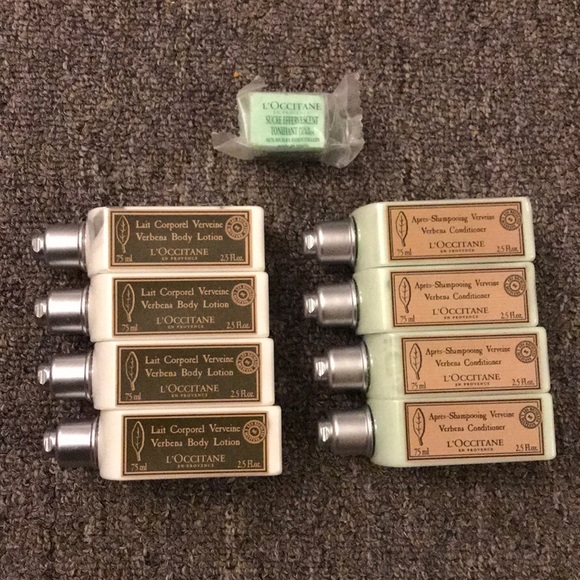 L'OCCITANE
EN PROVENCE
SUCRE EFFERVESCENT
TONIFIANT
Lait Corporel Verveine
Verbena Body Lotion
L'OCCITANE
EN PROVENCE
75 ml
2.5 fl.oz.
Lait Corporel Verveine
Verbena Body Lotion
L'OCCITANE
EN PROVENCE
75 ml
2.5 fl.oz.
Lait Corporel Verveine
Verbena Body Lotion
L'OCCITANE
EN PROVENCE
75 ml
2.5 fl.oz.
Lait Corporel Verveine
Verbena Body Lotion
L'OCCITANE
EN PROVENCE
75 ml
2.5 fl.oz.
Après-Shampooing Verveine
Verbena Conditioner
L'OCCITANE
EN PROVENCE
75 ml
2.5 fl.oz.
Après-Shampooing Verveine
Verbena Conditioner
L'OCCITANE
EN PROVENCE
75 ml
2.5 fl.oz.
Après-Shampooing Verveine
Verbena Conditioner
L'OCCITANE
EN PROVENCE
75 ml
2.5 fl.oz.
Après-Shampooing Verveine
Verbena Conditioner
L'OCCITANE
EN PROVENCE
75 ml
2.5 fl.oz.